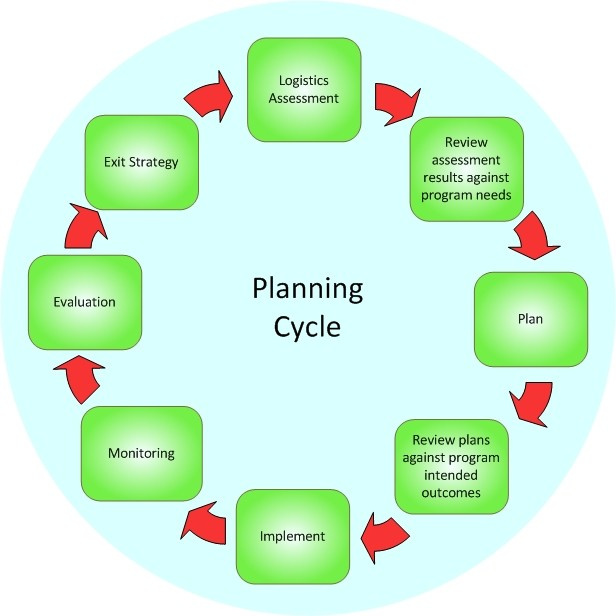 Logistics
Assessment
Review
assessment
results against
program needs
Plan
Review plans
against program
intended
outcomes
Implement
Monitoring
Evaluation
Exit Strategy
Planning
Cycle